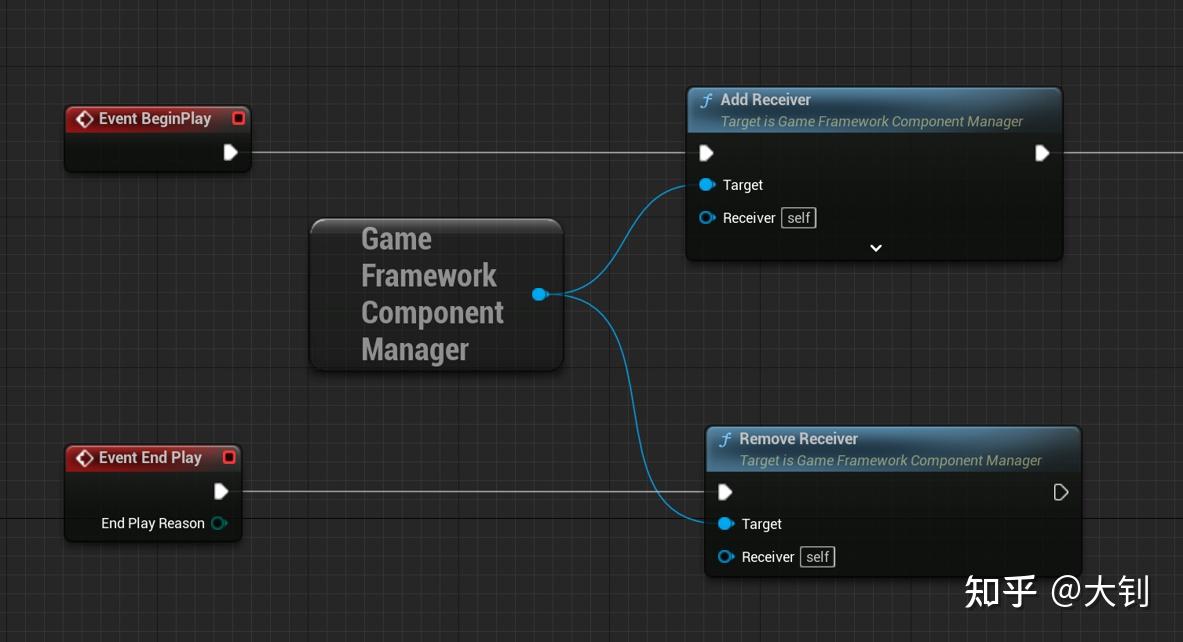 Event BeginPlay
Add Receiver
Target is Game Framework Component Manager
Target
Receiver self
Game
Framework
Component
Manager
Event End Play
End Play Reason
Remove Receiver
Target is Game Framework Component Manager
Target
Receiver self
知乎 @大钊